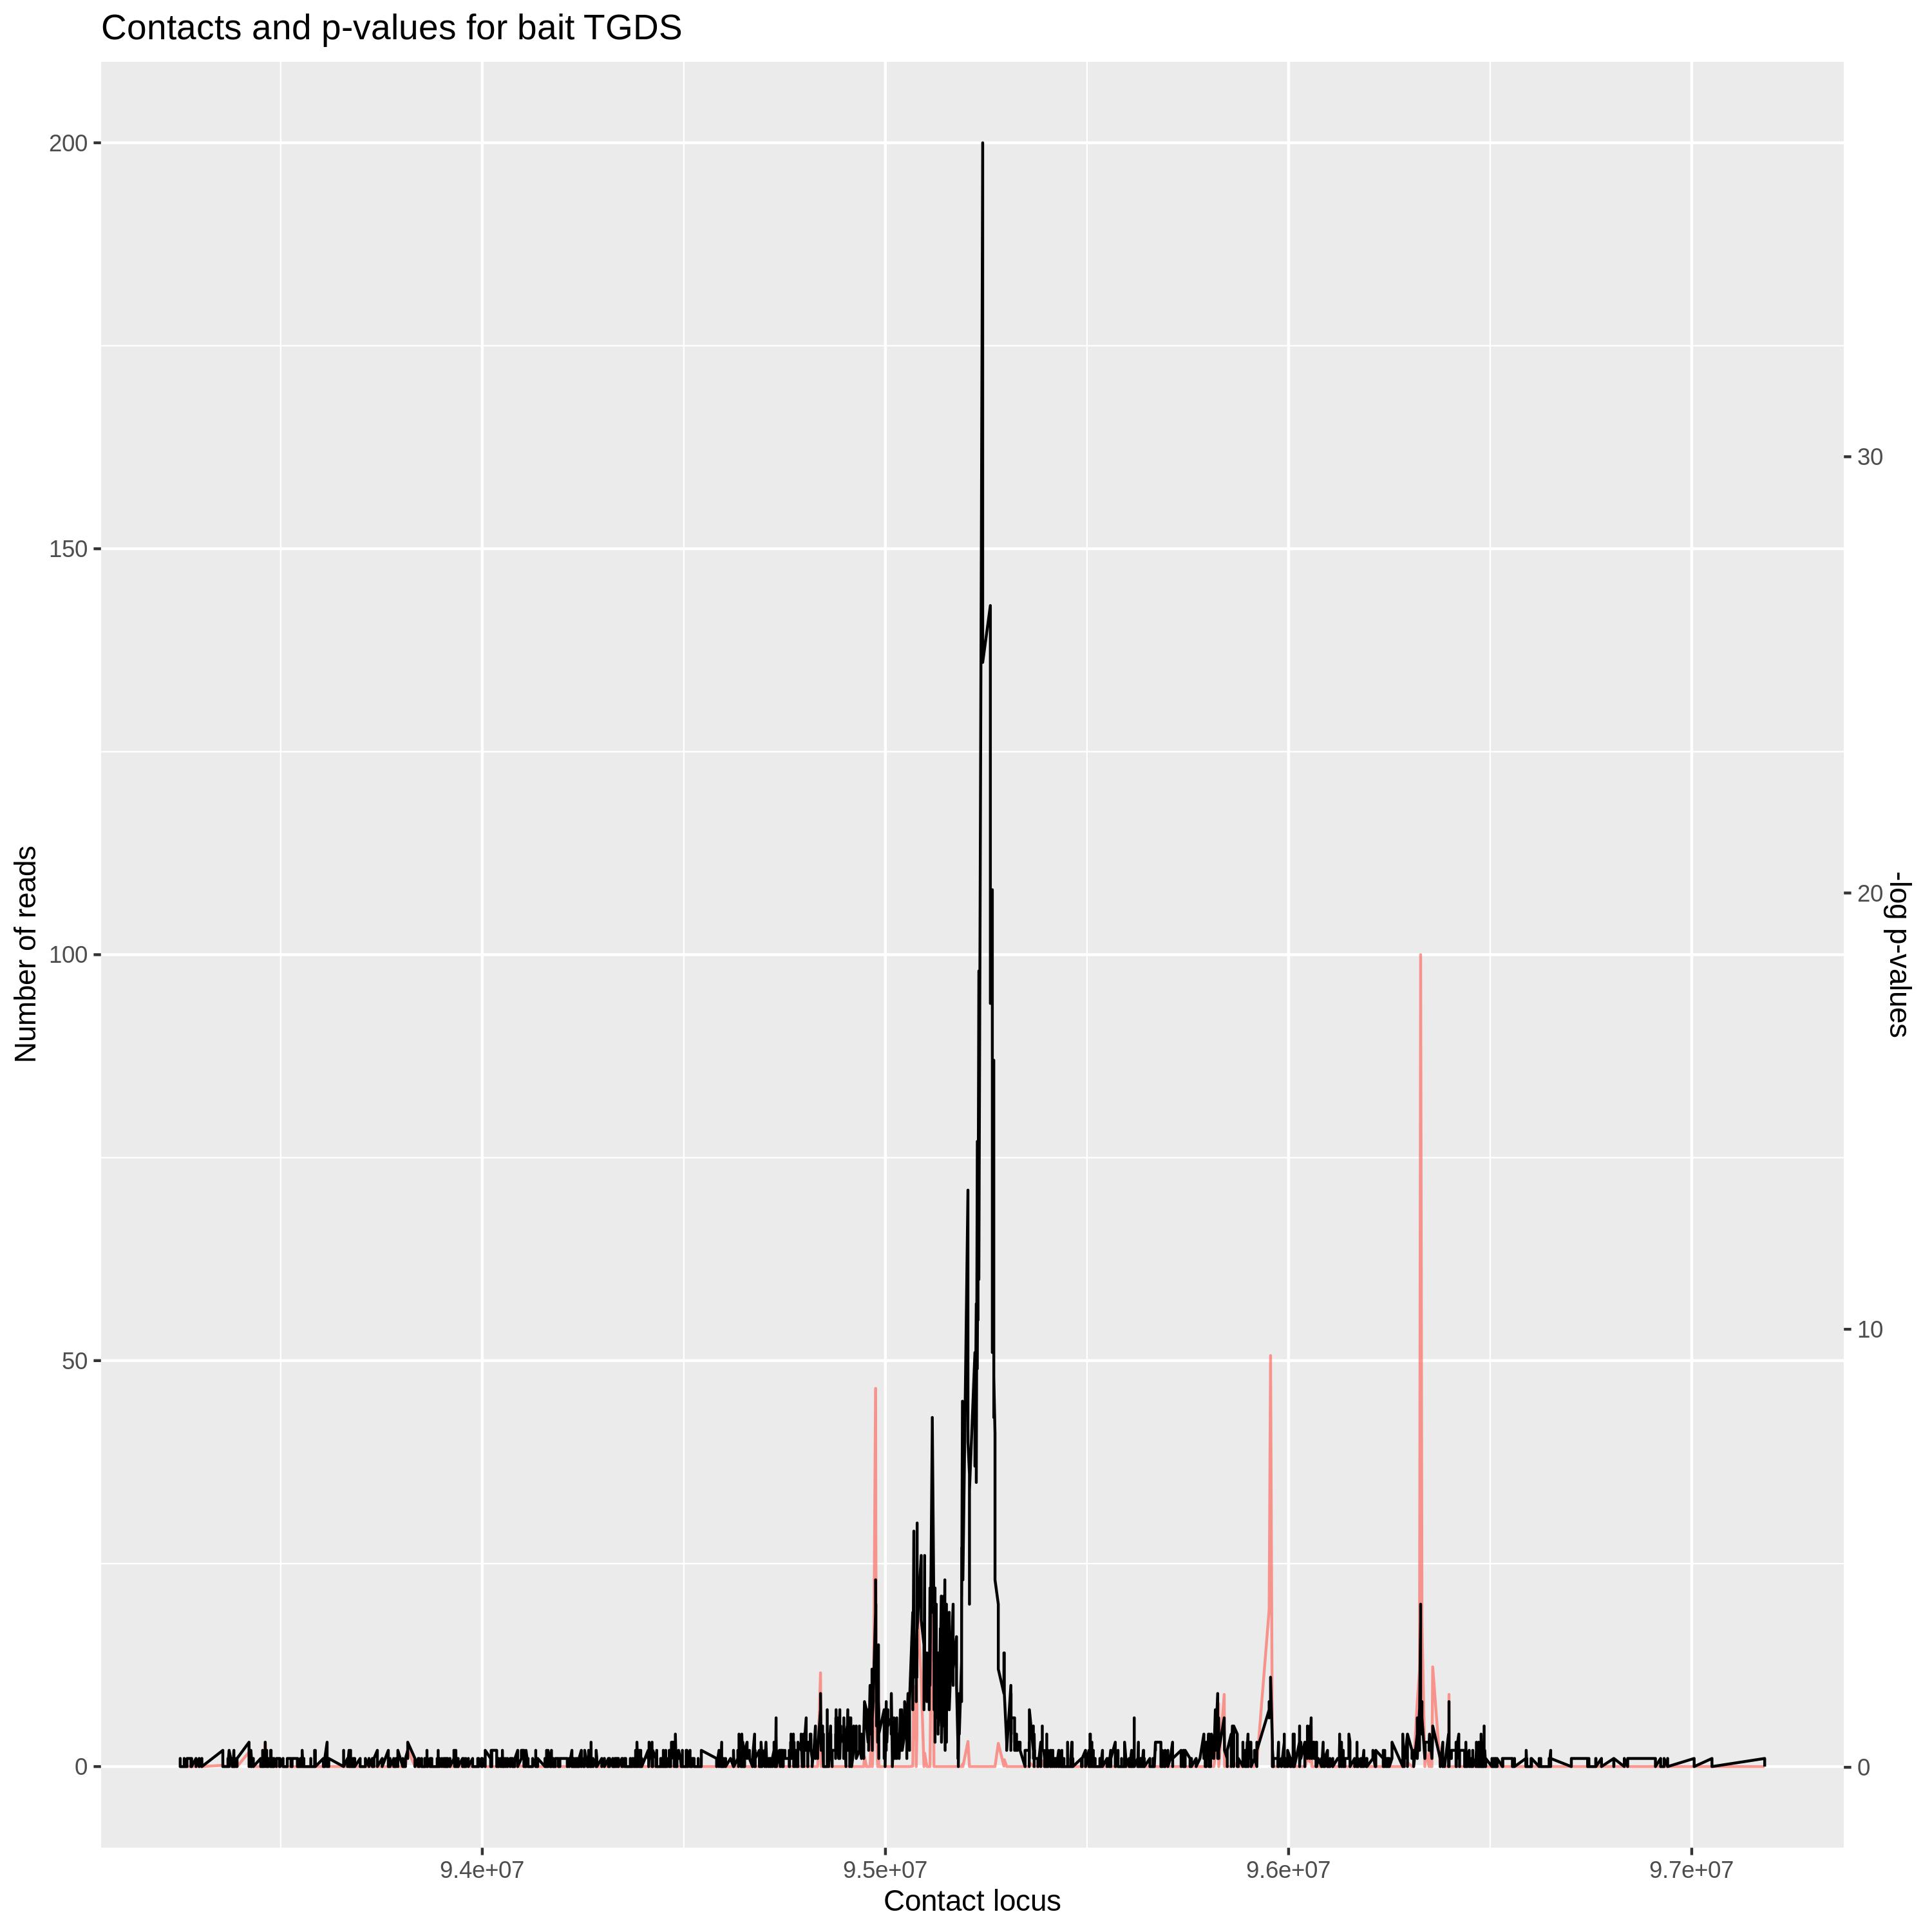 Contacts and p-values for bait TGDS
200
150
100
50
0
Number of reads
30
20
10
0
-log p-values
9.4e+07
9.5e+07
9.6e+07
9.7e+07
Contact locus